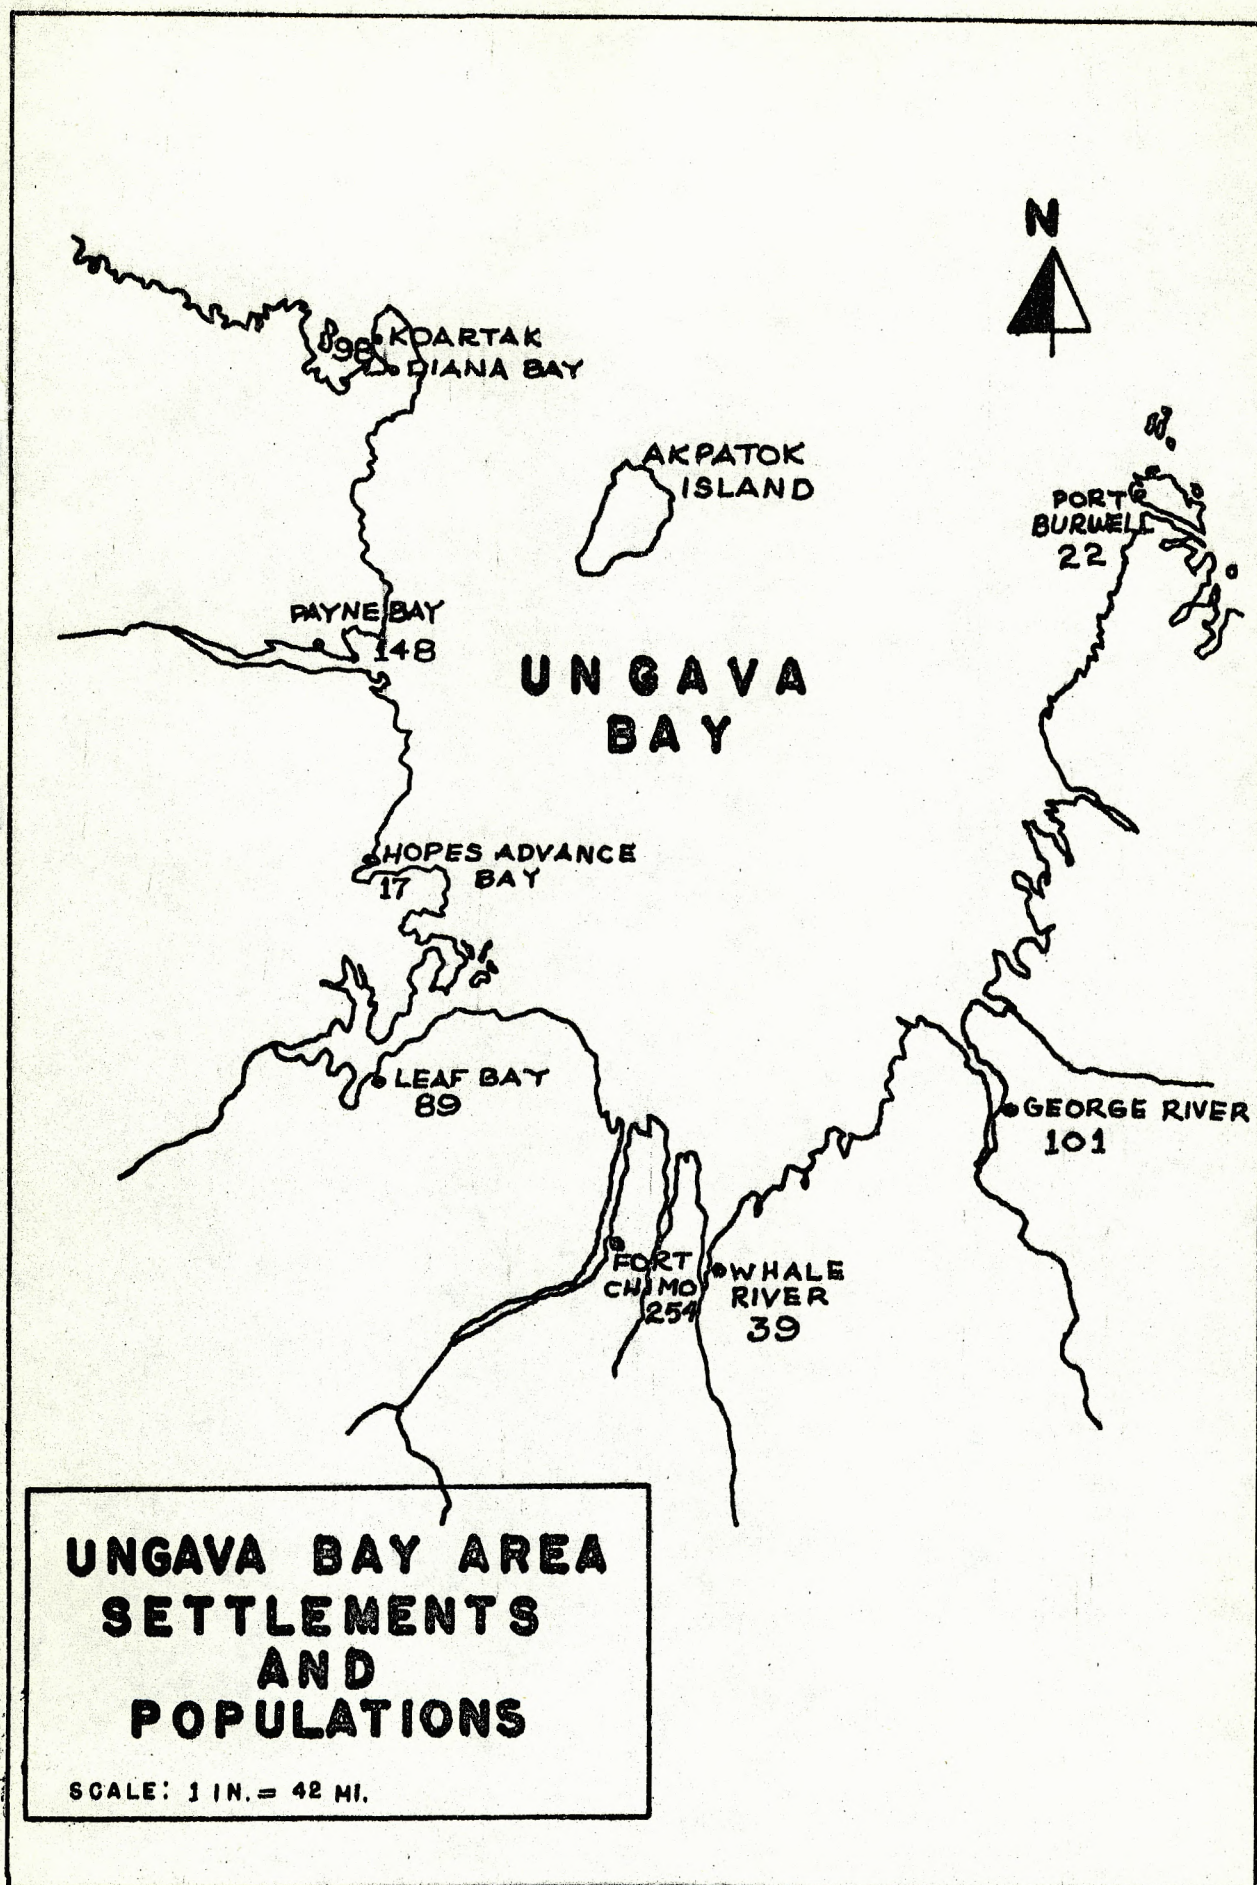 N
98 KOARTAK
DIANA BAY
AKPATOK
ISLAND
PORT
BURWELL
22
PAYNE BAY
148
UNGAVA
BAY
HOPES ADVANCE
BAY
17
LEAF BAY
89
GEORGE RIVER
101
FORT
CHIMO
254
WHALE
RIVER
39
UNGAVA BAY AREA
SETTLEMENTS
AND
POPULATIONS
SCALE: 1 IN. = 42 MI.